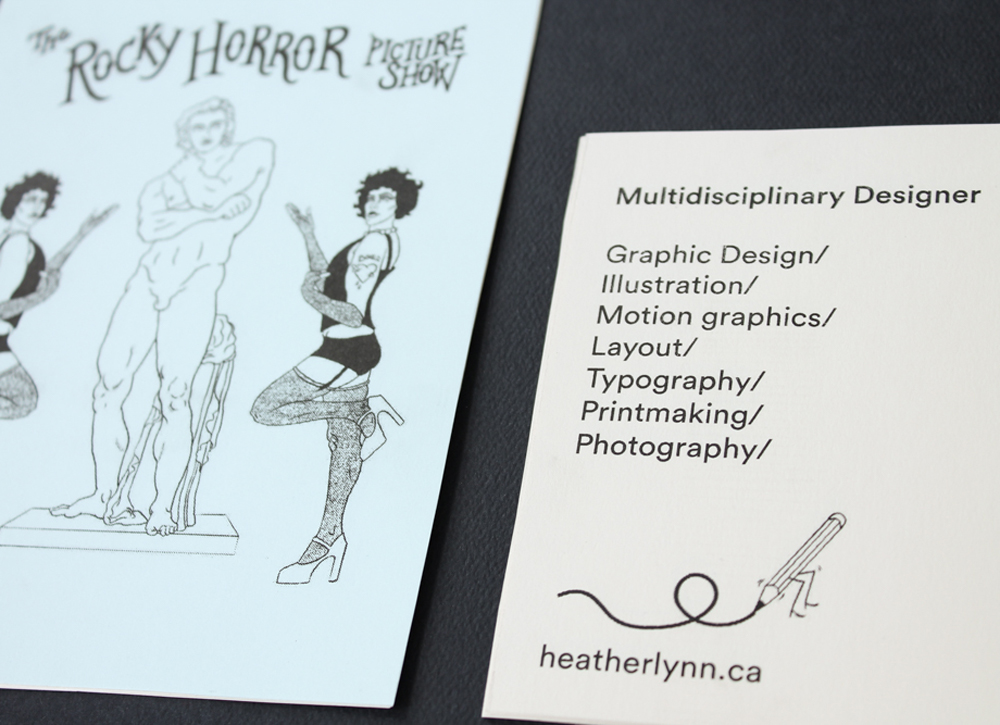 The Rocky Horror Picture Show
Multidisciplinary Designer
Graphic Design/
Illustration/
Motion graphics/
Layout/
Typography/
Printmaking/
Photography/
heatherlynn.ca